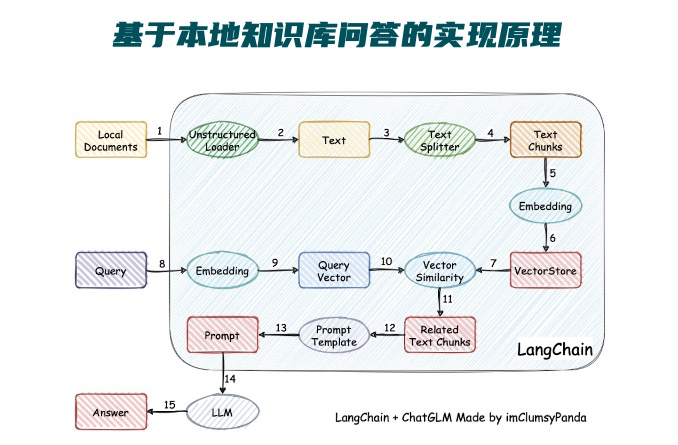 基于本地知识库问答的实现原理
Local
Documents
1
Unstructured
Loader
2
Text
3
Text
Splitter
4
Text
Chunks
5
Embedding
6
Query
8
Embedding
9
Query
Vector
10
Vector
Similarity
7
VectorStore
11
Prompt
13
Prompt
Template
12
Related
Text Chunks
LangChain
14
Answer
15
LLM
LangChain + ChatGLM Made by imClumsyPanda